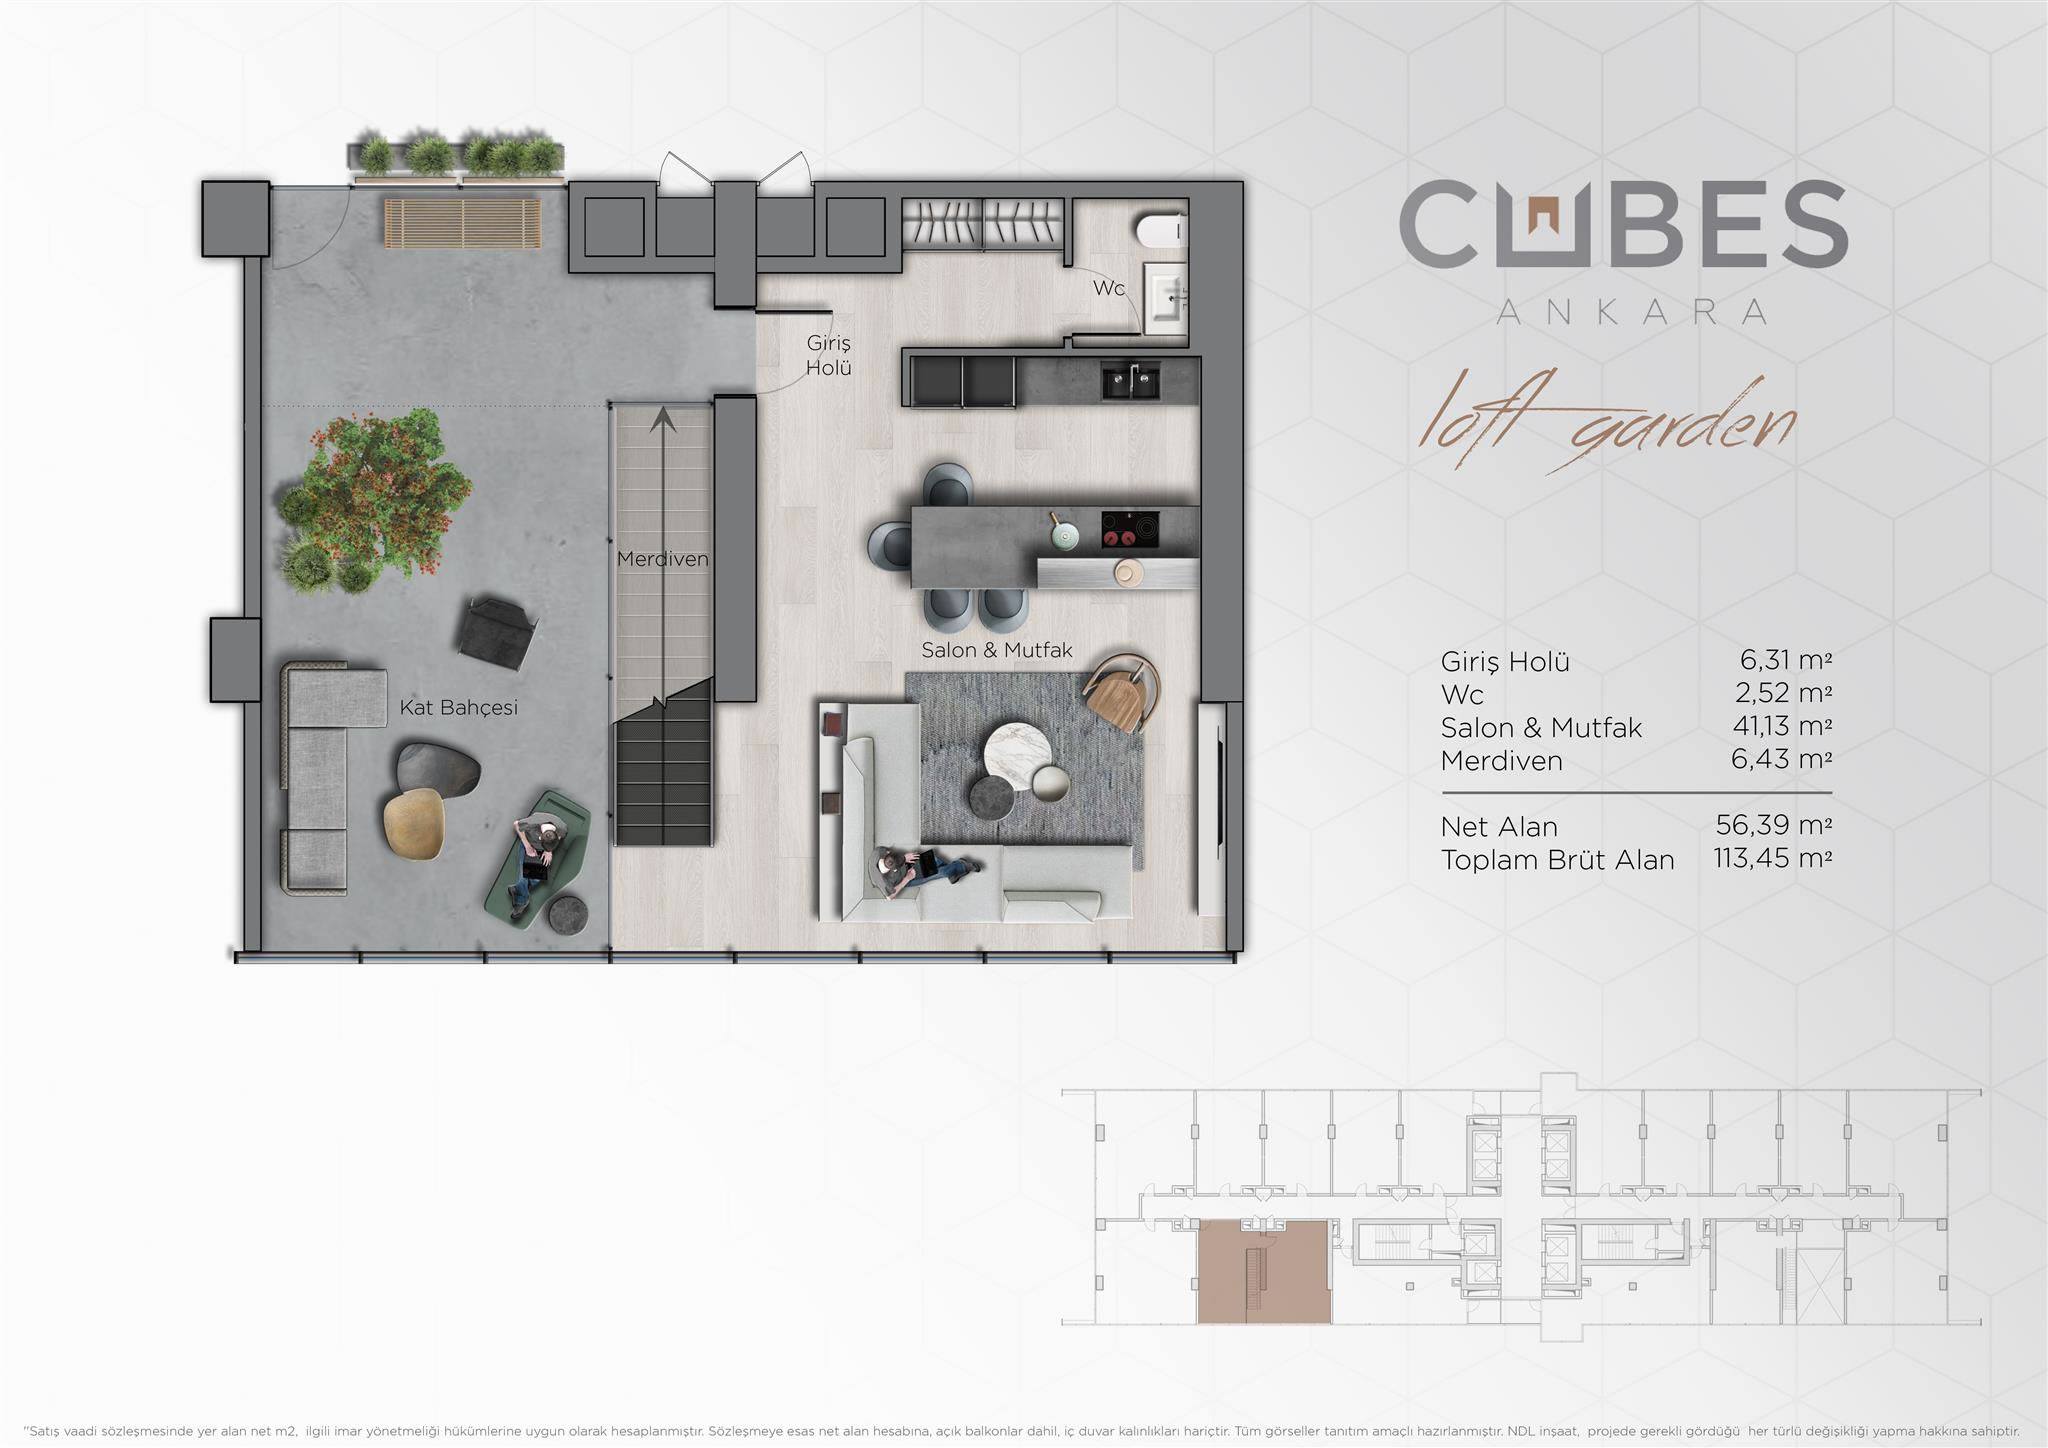 CUBES
ANKARA
loft garden
Wc
Giriş
Holü
Merdiven
Salon & Mutfak
Kat Bahçesi
Giriş Holü 6,31 m²
Wc 2,52 m²
Salon & Mutfak 41,13 m²
Merdiven 6,43 m²
Net Alan 56,39 m²
Toplam Brüt Alan 113,45 m²
"Satış vaadi sözleşmesinde yer alan net m2, ilgili imar yönetmeliği hükümlerine uygun olarak hesaplanmıştır. Sözleşmeye esas net alan hesabına, açık balkonlar dahil, iç duvar kalınlıkları hariçtir. Tüm görseller tanıtım amaçlı hazırlanmıştır. NDL inşaat, projede gerekli gördüğü her türlü değişikliği yapma hakkına sahiptir.